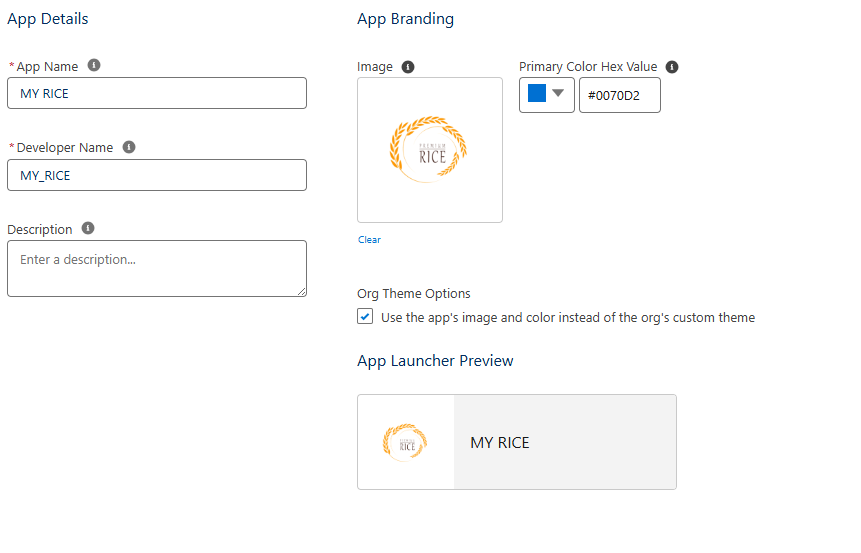 App Details
* App Name
MY RICE
* Developer Name
MY_RICE
Description
Enter a description...
App Branding
Image
PREMIUM
RICE
Clear
Primary Color Hex Value
#0070D2
Org Theme Options
Use the app's image and color instead of the org's custom theme
App Launcher Preview
PREMIUM
RICE
MY RICE